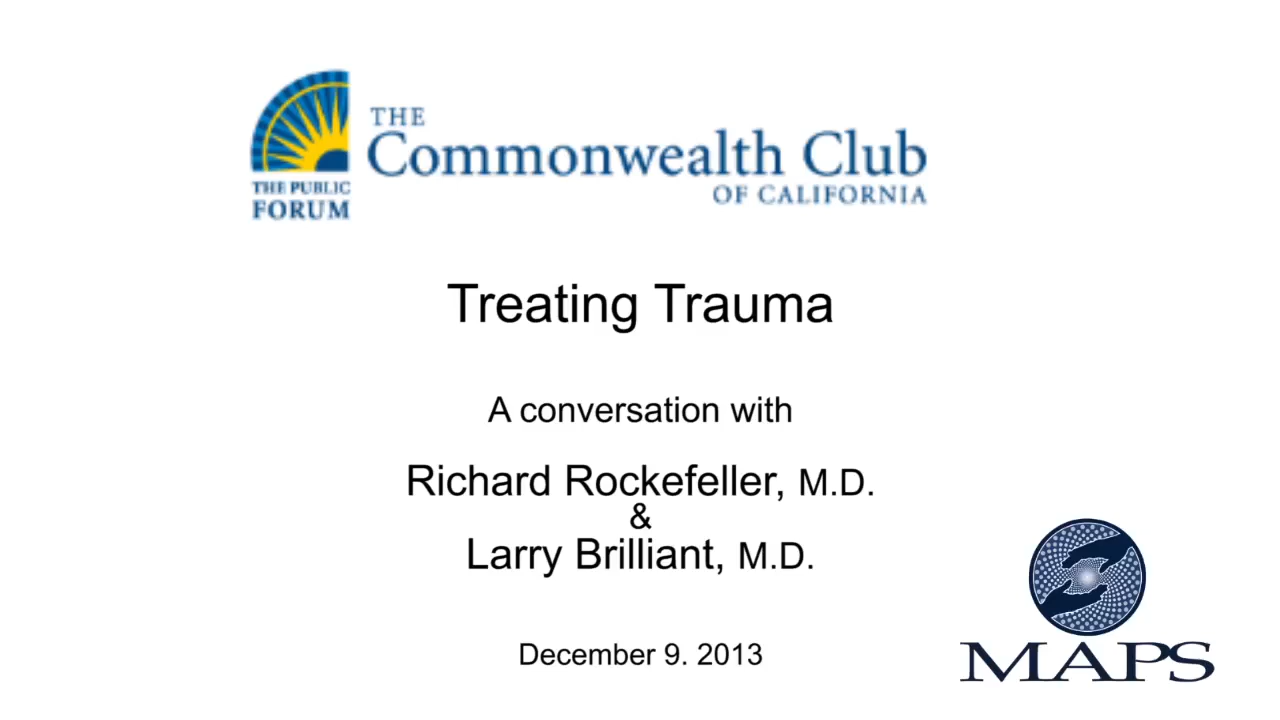 THE
Commonwealth Club
OF CALIFORNIA
THE PUBLIC
FORUM
Treating Trauma
A conversation with
Richard Rockefeller, M.D.
&
Larry Brilliant, M.D.
December 9. 2013
MAPS